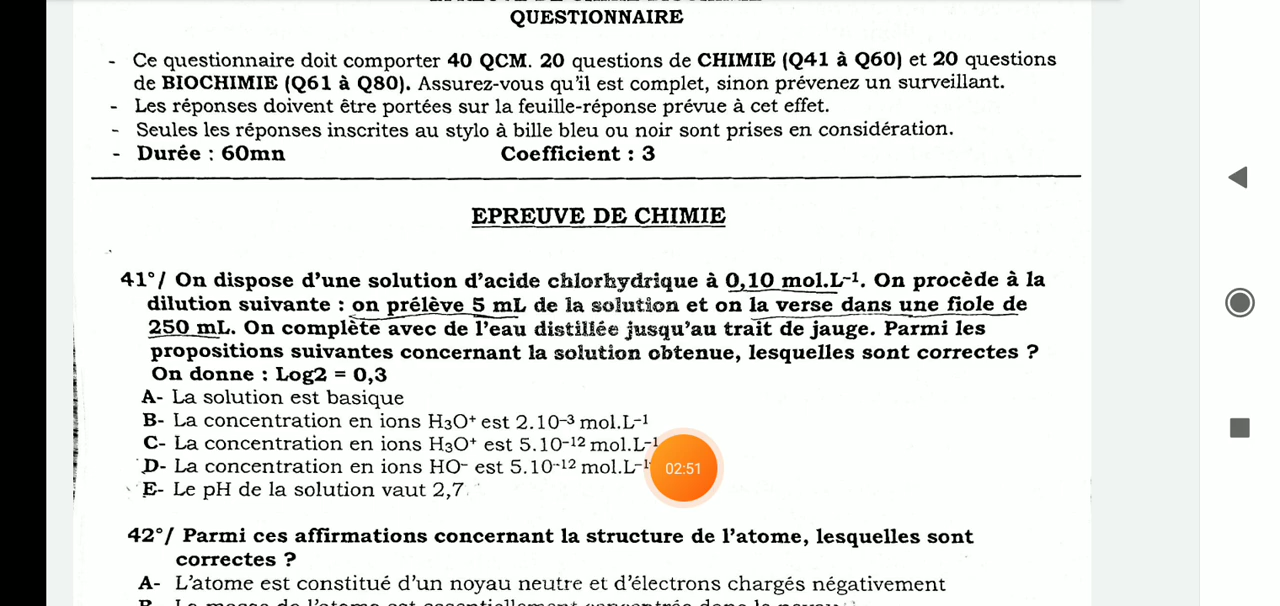 QUESTIONNAIRE
- Ce questionnaire doit comporter 40 QCM. 20 questions de CHIMIE (Q41 à Q60) et 20 questions
de BIOCHIMIE (Q61 à Q80). Assurez-vous qu'il est complet, sinon prévenez un surveillant.
- Les réponses doivent être portées sur la feuille-réponse prévue à cet effet.
- Seules les réponses inscrites au stylo à bille bleu ou noir sont prises en considération.
- Durée : 60mn Coefficient : 3
EPREUVE DE CHIMIE
41°/ On dispose d'une solution d'acide chlorhydrique à 0,10 mol.L⁻¹. On procède à la
dilution suivante : on prélève 5 mL de la solution et on la verse dans une fiole de
250 mL. On complète avec de l'eau distillée jusqu'au trait de jauge. Parmi les
propositions suivantes concernant la solution obtenue, lesquelles sont correctes ?
On donne : Log2 = 0,3
A- La solution est basique
B- La concentration en ions H₃O⁺ est 2.10⁻³ mol.L⁻¹
C- La concentration en ions H₃O⁺ est 5.10⁻¹² mol.L⁻¹
D- La concentration en ions HO⁻ est 5.10⁻¹² mol.L⁻¹
02:51
E- Le pH de la solution vaut 2,7
42°/ Parmi ces affirmations concernant la structure de l'atome, lesquelles sont
correctes ?
A- L'atome est constitué d'un noyau neutre et d'électrons chargés négativement